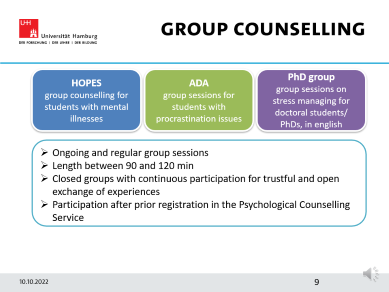 UHH
Universität Hamburg
DER FORSCHUNG | DER LEHRE | DER BILDUNG
GROUP COUNSELLING
HOPES
group counselling for
students with mental
illnesses
ADA
group sessions for
students with
procrastination issues
PhD group
group sessions on
stress managing for
doctoral students/
PhDs, in english
Ongoing and regular group sessions
Length between 90 and 120 min
Closed groups with continuous participation for trustful and open
exchange of experiences
Participation after prior registration in the Psychological Counselling
Service
10.10.2022
9